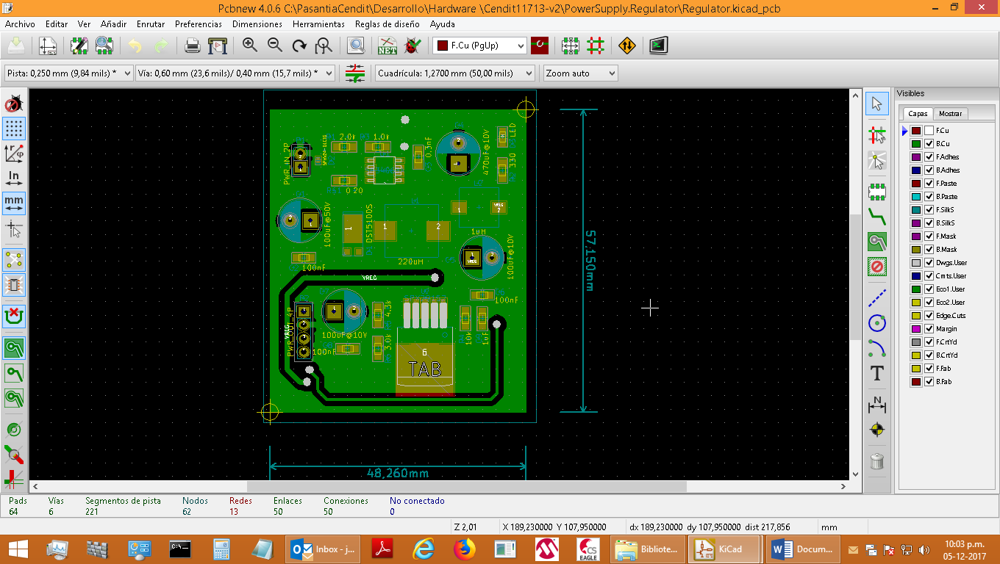 Pcbnew 4.0.6 C:\PasantiaCendit\Desarrollo\Hardware \Cendit11713-v2\PowerSupply.Regulator\Regulator.kicad_pcb
Archivo Editar Ver Añadir Enrutar Preferencias Dimensiones Herramientas Reglas de diseño Ayuda
NET
F.Cu (PgUp)
Pista: 0,250 mm (9,84 mils) *
Vía: 0,60 mm (23,6 mils)/ 0,40 mm (15,7 mils) *
Cuadrícula: 1,2700 mm (50,00 mils)
Zoom auto
In
mm
PWR_IN_2P
2.0k
1.0k
0.3nF
470uF@10V
LED
330
0.20
100uF@50V
1
DST51D0S
1
2
220uH
1
VREG
2
1uH
100uF@10V
100nF
VREG
100nF
VREG
PWR_OUT_4P
100uF@10V
100nF
4.3k
3.0k
10k
1uF
6
TAB
57,150mm
48,260mm
T
N
Visibles
Capas Mostrar
F.Cu
B.Cu
F.Adhes
B.Adhes
F.Paste
B.Paste
F.SilkS
B.SilkS
F.Mask
B.Mask
Dwgs.User
Cmts.User
Eco1.User
Eco2.User
Edge.Cuts
Margin
F.CrtYd
B.CrtYd
F.Fab
B.Fab
Pads Vías Segmentos de pista Nodos Redes Enlaces Conexiones No conectado
64 6 221 62 13 50 50 0
Z 2,01 X 189,230000 Y 107,950000 dx 189,230000 dy 107,950000 dist 217,856 mm
C:\
Inbox - j...
CS
EAGLE
Bibliote...
KiCad
Docum...
10:03 p.m.
05-12-2017